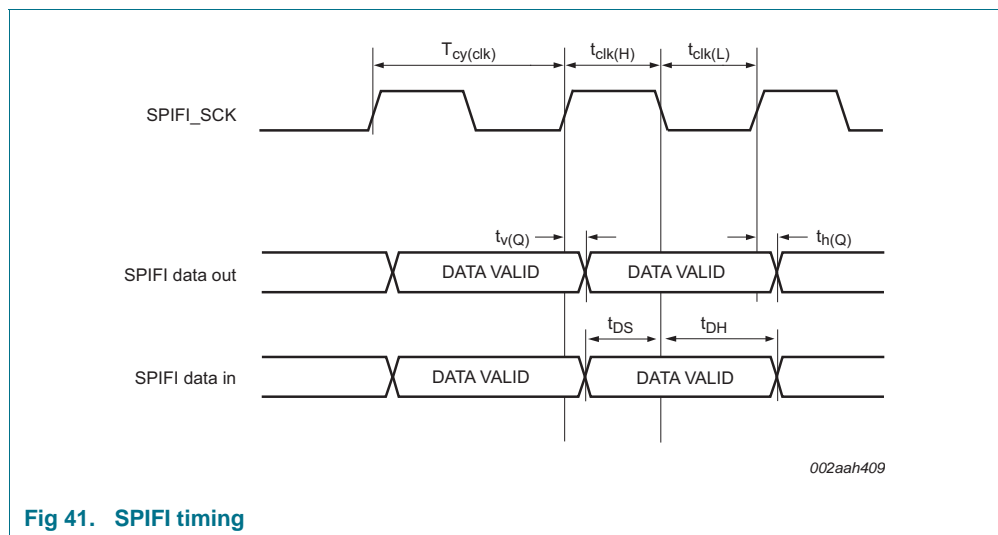 Tcy(clk) tclk(H) tclk(L)
SPIFI_SCK
tv(Q) th(Q)
SPIFI data out DATA VALID DATA VALID
tDS tDH
SPIFI data in DATA VALID DATA VALID
002aah409
Fig 41. SPIFI timing